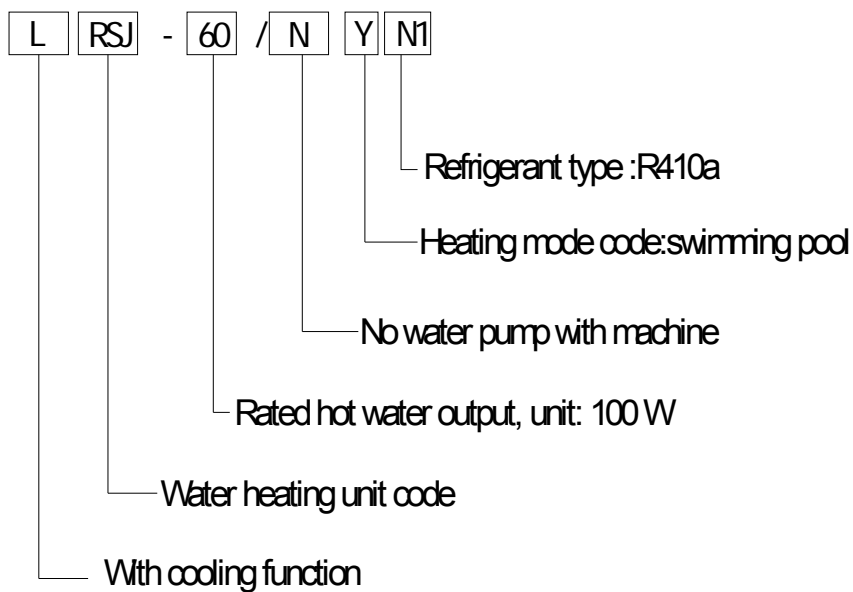 L RSJ - 60 / N Y N1
Refrigerant type :R410a
Heating mode code:swimming pool
No water pump with machine
Rated hot water output, unit: 100 W
Water heating unit code
With cooling function